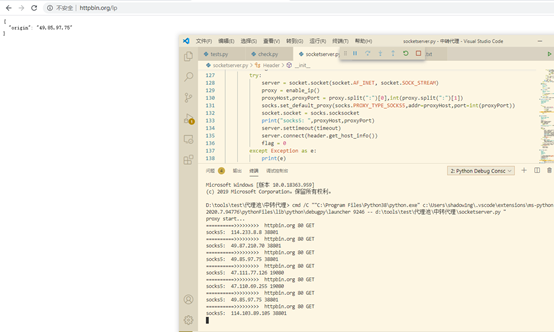 不安全 | httpbin.org/ip
{
"origin": "49.85.97.75"
}
文件(F) 编辑(E) 选择(S) 查看(V) 转到(G) 运行(R) 终端(T) 帮助(H)
socketserver.py - 中转代理 - Visual Studio Code
tests.py
check.py
socketserver.py
socketserver.py > Header > __init__
127 try:
128 server = socket.socket(socket.AF_INET, socket.SOCK_STREAM)
129 proxy = enable_ip()
130 proxyHost,proxyPort = proxy.split(":")[0],int(proxy.split(":")[1])
131 socks.set_default_proxy(socks.PROXY_TYPE_SOCKS5,addr=proxyHost,port=int(proxyPort))
132 socket.socket = socks.socksocket
133 print("socks5: ",proxyHost,proxyPort)
134 server.settimeout(timeout)
135 server.connect(header.get_host_info())
136 flag = 0
137 except Exception as e:
138 print(e)
问题 4 输出 终端 调试控制台
2: Python Debug Consc
Microsoft Windows [版本 10.0.18363.959]
(c) 2019 Microsoft Corporation。保留所有权利。
D:\tools\test\代理池\中转代理> cmd /C ""C:\Program Files\Python38\python.exe" c:\Users\shadowing\.vscode\extensions\ms-python
2020.7.94776\pythonFiles\lib\python\debugpy\launcher 9246 -- d:\tools\test\代理池\中转代理\socketserver.py "
proxy start...
==========>>>>>>>>> httpbin.org 80 GET
socks5: 114.233.8.8 38801
==========>>>>>>>>> httpbin.org 80 GET
socks5: 49.87.210.70 38801
==========>>>>>>>>> httpbin.org 80 GET
socks5: 49.85.97.75 38801
==========>>>>>>>>> httpbin.org 80 GET
socks5: 47.111.77.126 19080
==========>>>>>>>>> httpbin.org 80 GET
socks5: 47.110.69.255 19080
==========>>>>>>>>> httpbin.org 80 GET
socks5: 49.85.97.75 38801
==========>>>>>>>>> httpbin.org 80 GET
socks5: 114.103.89.105 38801